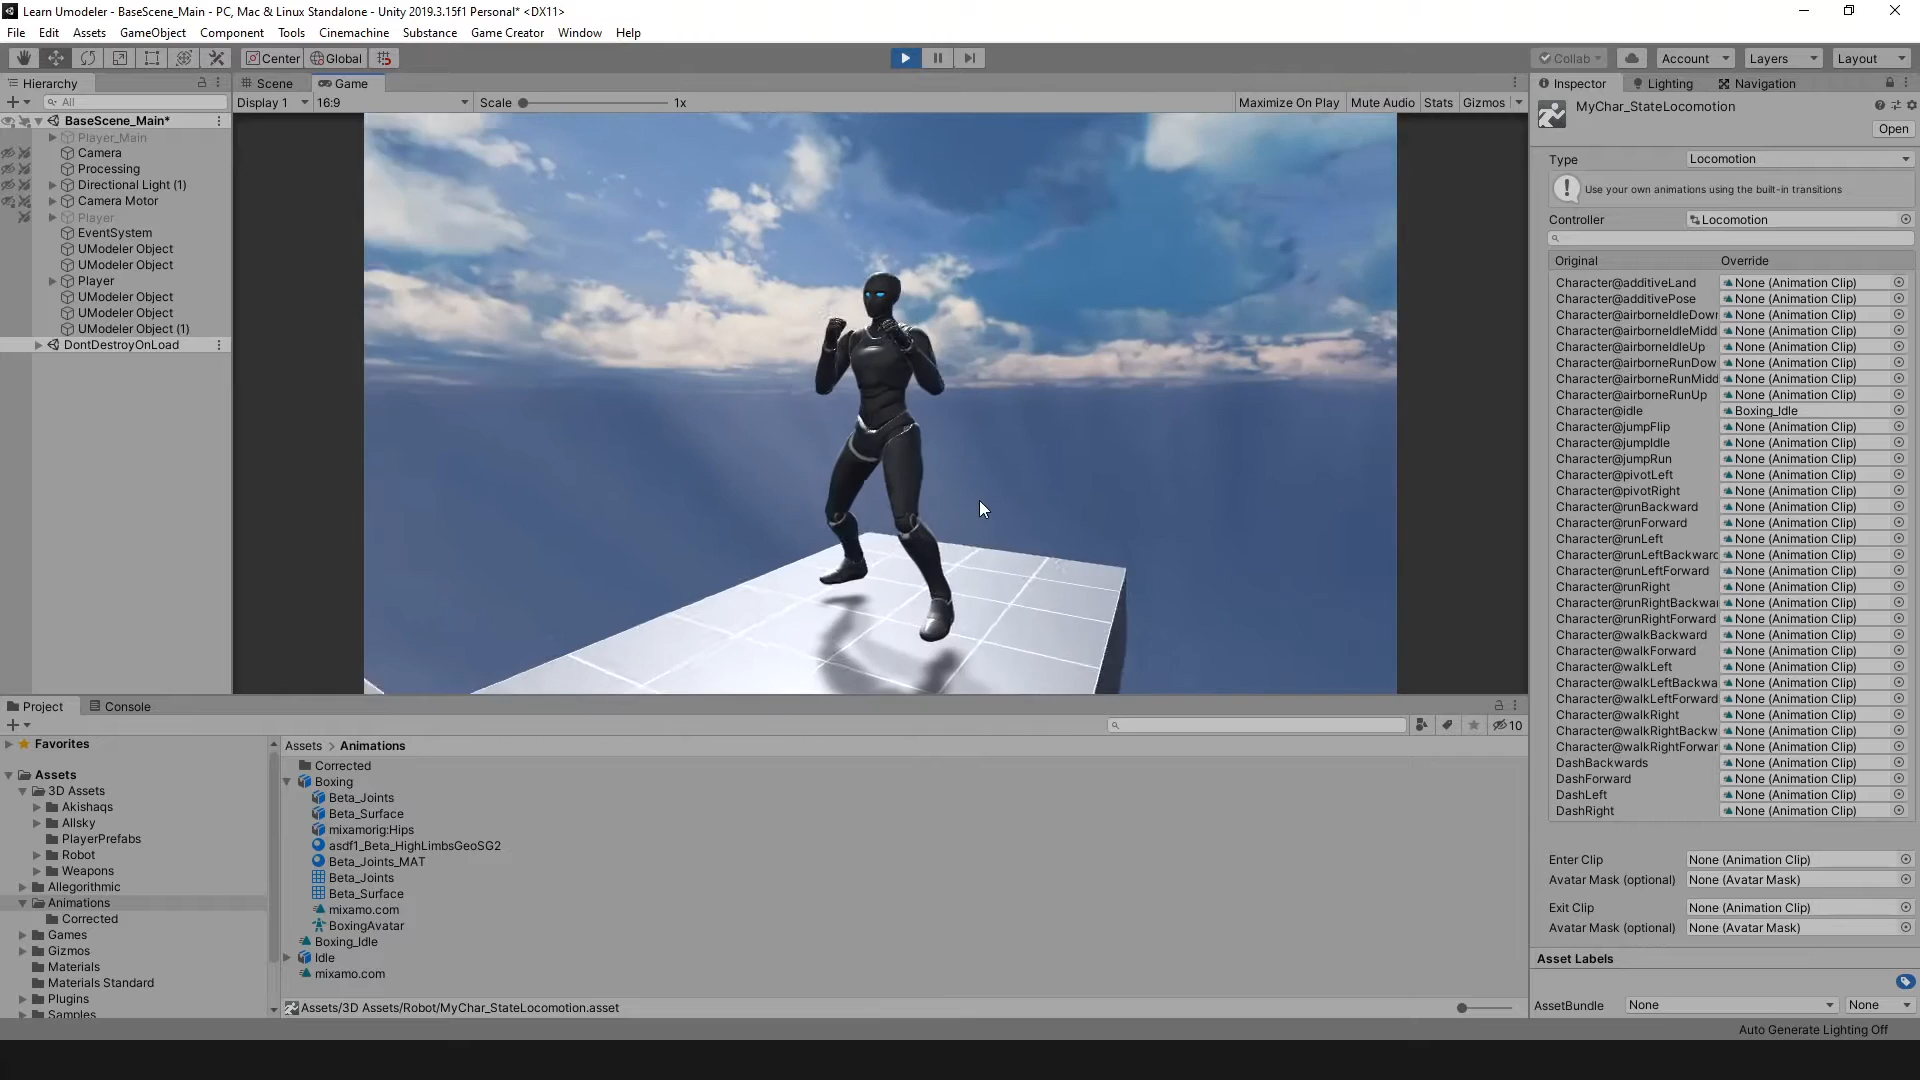 Learn Umodeler - BaseScene_Main - PC, Mac & Linux Standalone - Unity 2019.3.15f1 Personal* <DX11>
File Edit Assets GameObject Component Tools Cinemachine Substance Game Creator Window Help
Center Global Collab Account Layers Layout
Hierarchy
All
BaseScene_Main*
Player_Main
Camera
Processing
Directional Light (1)
Camera Motor
Player
EventSystem
UModeler Object
UModeler Object
Player
UModeler Object
UModeler Object
UModeler Object (1)
DontDestroyOnLoad
Scene Game
Display 1 16:9 Scale 1x Maximize On Play Mute Audio Stats Gizmos
Inspector Lighting Navigation
MyChar_StateLocomotion
Open
Type Locomotion
Use your own animations using the built-in transitions
Controller Locomotion
Original Override
Character@additiveLand None (Animation Clip)
Character@additivePose None (Animation Clip)
Character@airborneIdleDown None (Animation Clip)
Character@airborneIdleMidd None (Animation Clip)
Character@airborneIdleUp None (Animation Clip)
Character@airborneRunDow None (Animation Clip)
Character@airborneRunMidd None (Animation Clip)
Character@airborneRunUp None (Animation Clip)
Character@idle Boxing_Idle
Character@jumpFlip None (Animation Clip)
Character@jumpIdle None (Animation Clip)
Character@jumpRun None (Animation Clip)
Character@pivotLeft None (Animation Clip)
Character@pivotRight None (Animation Clip)
Character@runBackward None (Animation Clip)
Character@runForward None (Animation Clip)
Character@runLeft None (Animation Clip)
Character@runLeftBackward None (Animation Clip)
Character@runLeftForward None (Animation Clip)
Character@runRight None (Animation Clip)
Character@runRightBackwar None (Animation Clip)
Character@runRightForward None (Animation Clip)
Character@walkBackward None (Animation Clip)
Character@walkForward None (Animation Clip)
Character@walkLeft None (Animation Clip)
Character@walkLeftBackwa None (Animation Clip)
Character@walkLeftForward None (Animation Clip)
Character@walkRight None (Animation Clip)
Character@walkRightBackw None (Animation Clip)
Character@walkRightForwar None (Animation Clip)
DashBackwards None (Animation Clip)
DashForward None (Animation Clip)
DashLeft None (Animation Clip)
DashRight None (Animation Clip)
Enter Clip None (Animation Clip)
Avatar Mask (optional) None (Avatar Mask)
Exit Clip None (Animation Clip)
Avatar Mask (optional) None (Avatar Mask)
Asset Labels
AssetBundle None None
Project Console
10
Favorites
Assets
3D Assets
Akishaqs
Allsky
PlayerPrefabs
Robot
Weapons
Allegorithmic
Animations
Corrected
Games
Gizmos
Materials
Materials Standard
Plugins
Samples
Assets > Animations
Corrected
Boxing
Beta_Joints
Beta_Surface
mixamorig:Hips
asdf1_Beta_HighLimbsGeoSG2
Beta_Joints_MAT
Beta_Joints
Beta_Surface
mixamo.com
BoxingAvatar
Boxing_Idle
Idle
mixamo.com
Assets/3D Assets/Robot/MyChar_StateLocomotion.asset
Auto Generate Lighting Off